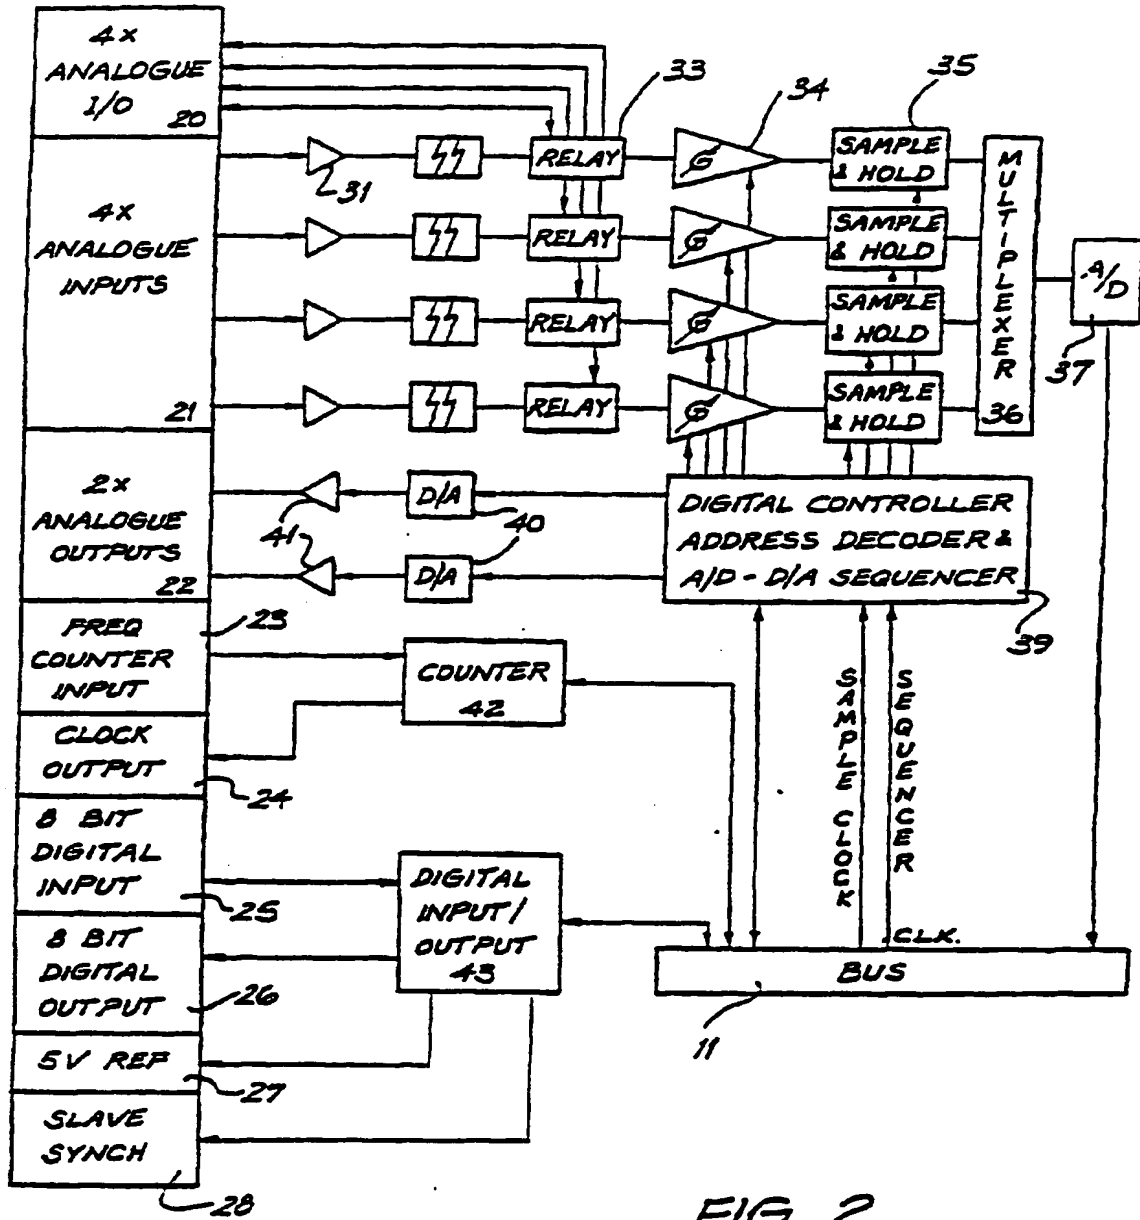 4x
ANALOGUE
I/O
20
4x
ANALOGUE
INPUTS
21
2x
ANALOGUE
OUTPUTS
22
FREQ
COUNTER
INPUT
23
CLOCK
OUTPUT
24
8 BIT
DIGITAL
INPUT
25
8 BIT
DIGITAL
OUTPUT
26
5V REF
27
SLAVE
SYNCH
28
31
RELAY
RELAY
RELAY
RELAY
33
G
G
G
G
34
SAMPLE
& HOLD
SAMPLE
& HOLD
SAMPLE
& HOLD
SAMPLE
& HOLD
35
MULTIPLEXER
36
A/D
37
D/A
D/A
40
41
DIGITAL CONTROLLER
ADDRESS DECODER &
A/D - D/A SEQUENCER
39
COUNTER
42
DIGITAL
INPUT/
OUTPUT
43
SAMPLE CLOCK
SEQUENCER
CLK.
BUS
11
FIG 2